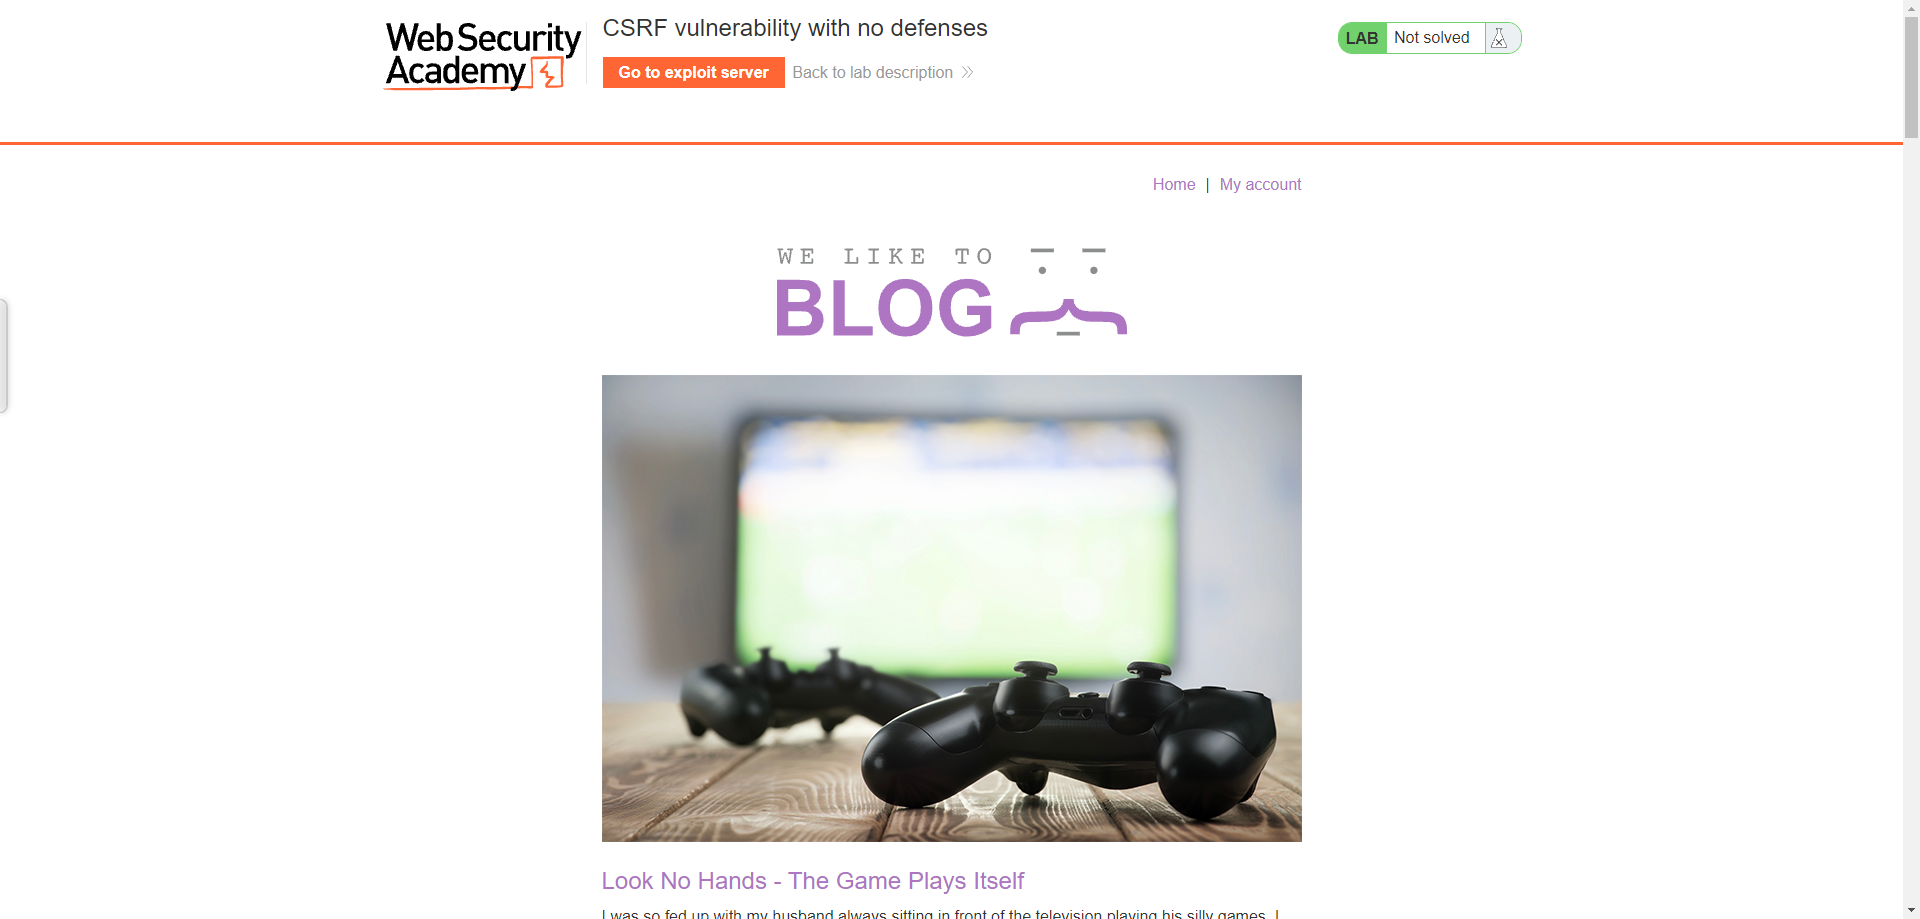 Web Security
Academy
CSRF vulnerability with no defenses
Go to exploit server
Back to lab description
LAB
Not solved
Home | My account
WE LIKE TO
BLOG
Look No Hands - The Game Plays Itself
I was so fed up with my husband always sitting in front of the television playing his silly games. I